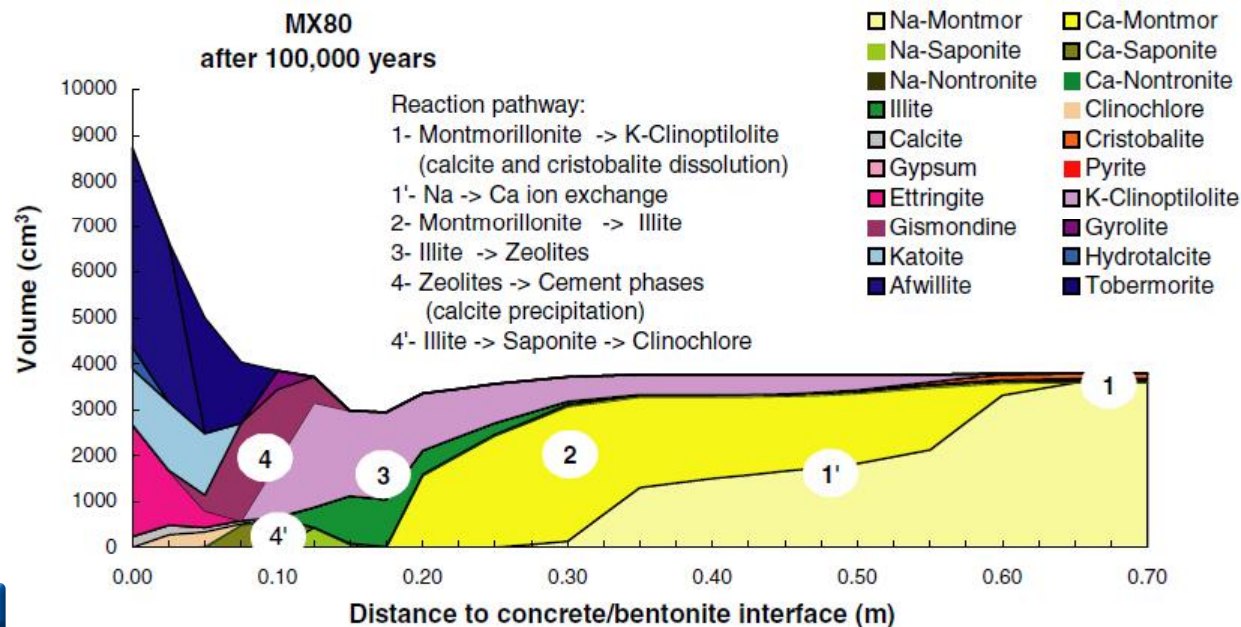 MX80
after 100,000 years
Reaction pathway:
1- Montmorillonite -> K-Clinoptilolite
(calcite and cristobalite dissolution)
1'- Na -> Ca ion exchange
2- Montmorillonite -> Illite
3- Illite -> Zeolites
4- Zeolites -> Cement phases
(calcite precipitation)
4'- Illite -> Saponite -> Clinochlore
Na-Montmor Ca-Montmor
Na-Saponite Ca-Saponite
Na-Nontronite Ca-Nontronite
Illite Clinochlore
Calcite Cristobalite
Gypsum Pyrite
Ettringite K-Clinoptilolite
Gismondine Gyrolite
Katoite Hydrotalcite
Afwillite Tobermorite
Volume (cm³)
10000
9000
8000
7000
6000
5000
4000
3000
2000
1000
0
1
2
1'
3
4
4'
0.00 0.10 0.20 0.30 0.40 0.50 0.60 0.70
Distance to concrete/bentonite interface (m)